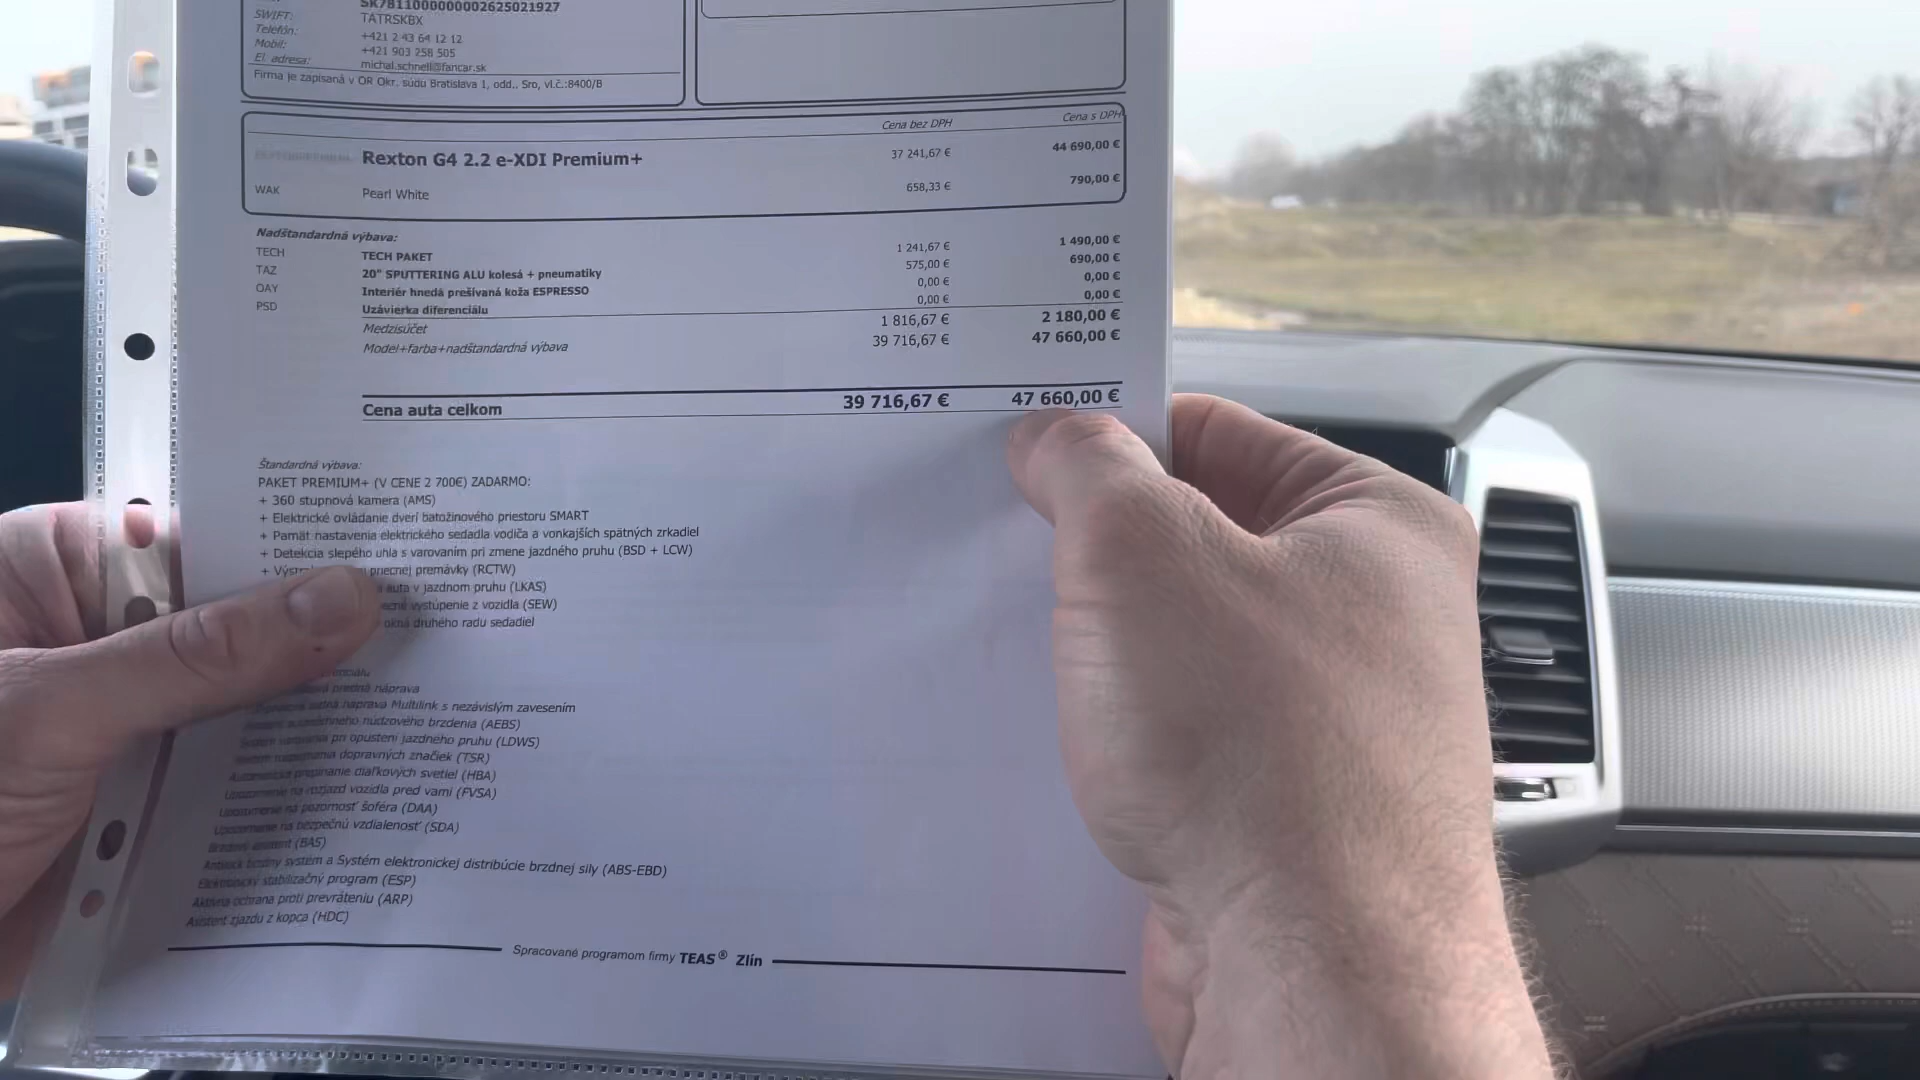 SK7811000000002625021927
SWIFT: TATRSKBX
Telefón: +421 2 43 64 12 12
Mobil: +421 903 258 505
El. adresa: michal.schnell@fancar.sk
Firma je zapísaná v OR Okr. súdu Bratislava 1, odd.. Sro, vl.č.:8400/B
Cena bez DPH Cena s DPH
Rexton G4 2.2 e-XDI Premium+ 37 241,67 € 44 690,00 €
WAK Pearl White 658,33 € 790,00 €
Nadštandardná výbava:
TECH TECH PAKET 1 241,67 € 1 490,00 €
TAZ 20" SPUTTERING ALU kolesá + pneumatiky 575,00 € 690,00 €
OAY Interiér hnedá prešívaná koža ESPRESSO 0,00 € 0,00 €
PSD Uzávierka diferenciálu 0,00 € 0,00 €
Medzisúčet 1 816,67 € 2 180,00 €
Model+farba+nadštandardná výbava 39 716,67 € 47 660,00 €
Cena auta celkom 39 716,67 € 47 660,00 €
Štandardná výbava:
PAKET PREMIUM+ (V CENE 2 700€) ZADARMO:
+ 360 stupnová kamera (AMS)
+ Elektrické ovládanie dverí batožinového priestoru SMART
+ Pamät nastavenia elektrického sedadla vodiča a vonkajších spätných zrkadiel
+ Detekcia slepého uhla s varovaním pri zmene jazdného pruhu (BSD + LCW)
+ priečnej premávky (RCTW)
auta v jazdnom pruhu (LKAS)
vystúpenie z vozidla (SEW)
okná druhého radu sedadiel
predná náprava
náprava Multilink s nezávislým zavesením
núdzového brzdenia (AEBS)
pri opustení jazdného pruhu (LDWS)
dopravných značiek (TSR)
Automatické prepínanie diaľkových svetiel (HBA)
Upozornenie na rozjazd vozidla pred vami (FVSA)
Upozornenie na pozornosť šoféra (DAA)
Upozornenie na bezpečnú vzdialenosť (SDA)
Brzdový asistent (BAS)
brzdný systém a Systém elektronickej distribúcie brzdnej sily (ABS-EBD)
Elektronický stabilizačný program (ESP)
Aktívna ochrana proti prevráteniu (ARP)
Asistent zjazdu z kopca (HDC)
Spracované programom firmy TEAS® Zlín